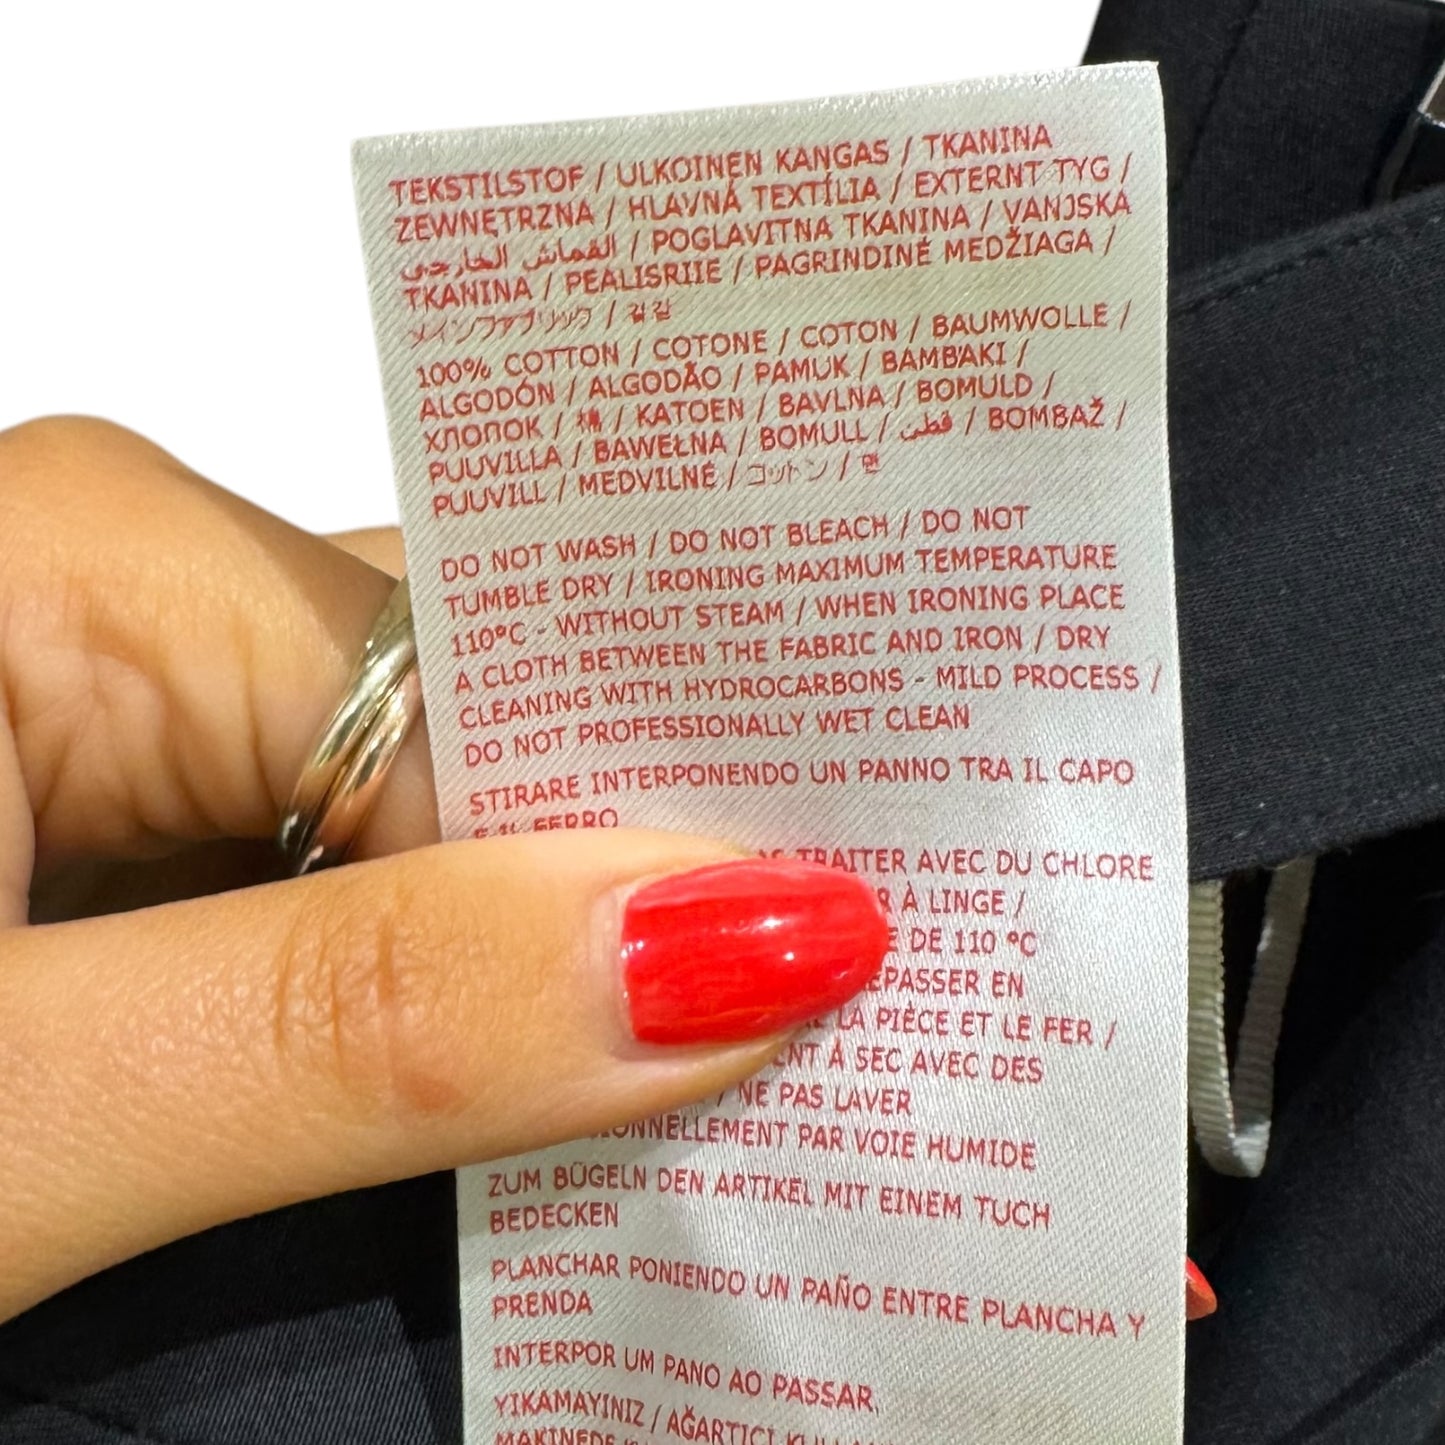 TEKSTILSTOF / ULKOINEN KANGAS / TKANINA
ZEWNĘTRZNA / HLAVNÁ TEXTÍLIA / EXTERNT TYG /
القماش الخارجي / POGLAVITNA TKANINA / VANJSKA
TKANINA / PEALISRIIE / PAGRINDINĖ MEDŽIAGA /
メインファブリック / 겉감
100% COTTON / COTONE / COTON / BAUMWOLLE /
ALGODÓN / ALGODÃO / PAMUK / BAMBAKI /
ХЛОПОК / 棉 / KATOEN / BAVLNA / BOMULD /
PUUVILLA / BAWEŁNA / BOMULL / قطن / BOMBAŽ /
PUUVILL / MEDVILNĖ / コットン / 면
DO NOT WASH / DO NOT BLEACH / DO NOT
TUMBLE DRY / IRONING MAXIMUM TEMPERATURE
110°C - WITHOUT STEAM / WHEN IRONING PLACE
A CLOTH BETWEEN THE FABRIC AND IRON / DRY
CLEANING WITH HYDROCARBONS - MILD PROCESS /
DO NOT PROFESSIONALLY WET CLEAN
STIRARE INTERPONENDO UN PANNO TRA IL CAPO
E IL FERRO
TRAITER AVEC DU CHLORE
À LINGE /
DE 110 °C
EN
LA PIÈCE ET LE FER /
À SEC AVEC DES
/ NE PAS LAVER
PAR VOIE HUMIDE
ZUM BÜGELN DEN ARTIKEL MIT EINEM TUCH
BEDECKEN
PLANCHAR PONIENDO UN PAÑO ENTRE PLANCHA Y
PRENDA
INTERPOR UM PANO AO PASSAR.
YIKAMAYINIZ / AĞARTICI